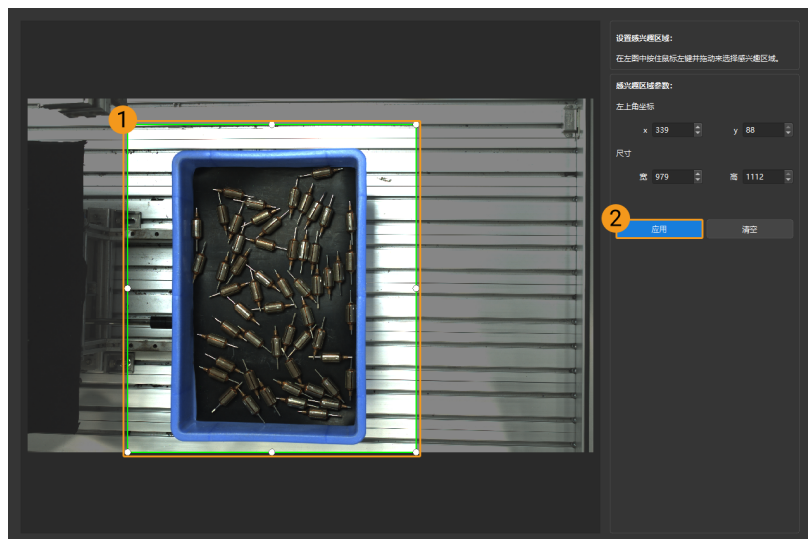 设置感兴趣区域：
在左图中按住鼠标左键并拖动来选择感兴趣区域。
感兴趣区域参数：
左上角坐标
x 339 y 88
尺寸
宽 979 高 1112
应用 清空
1
2